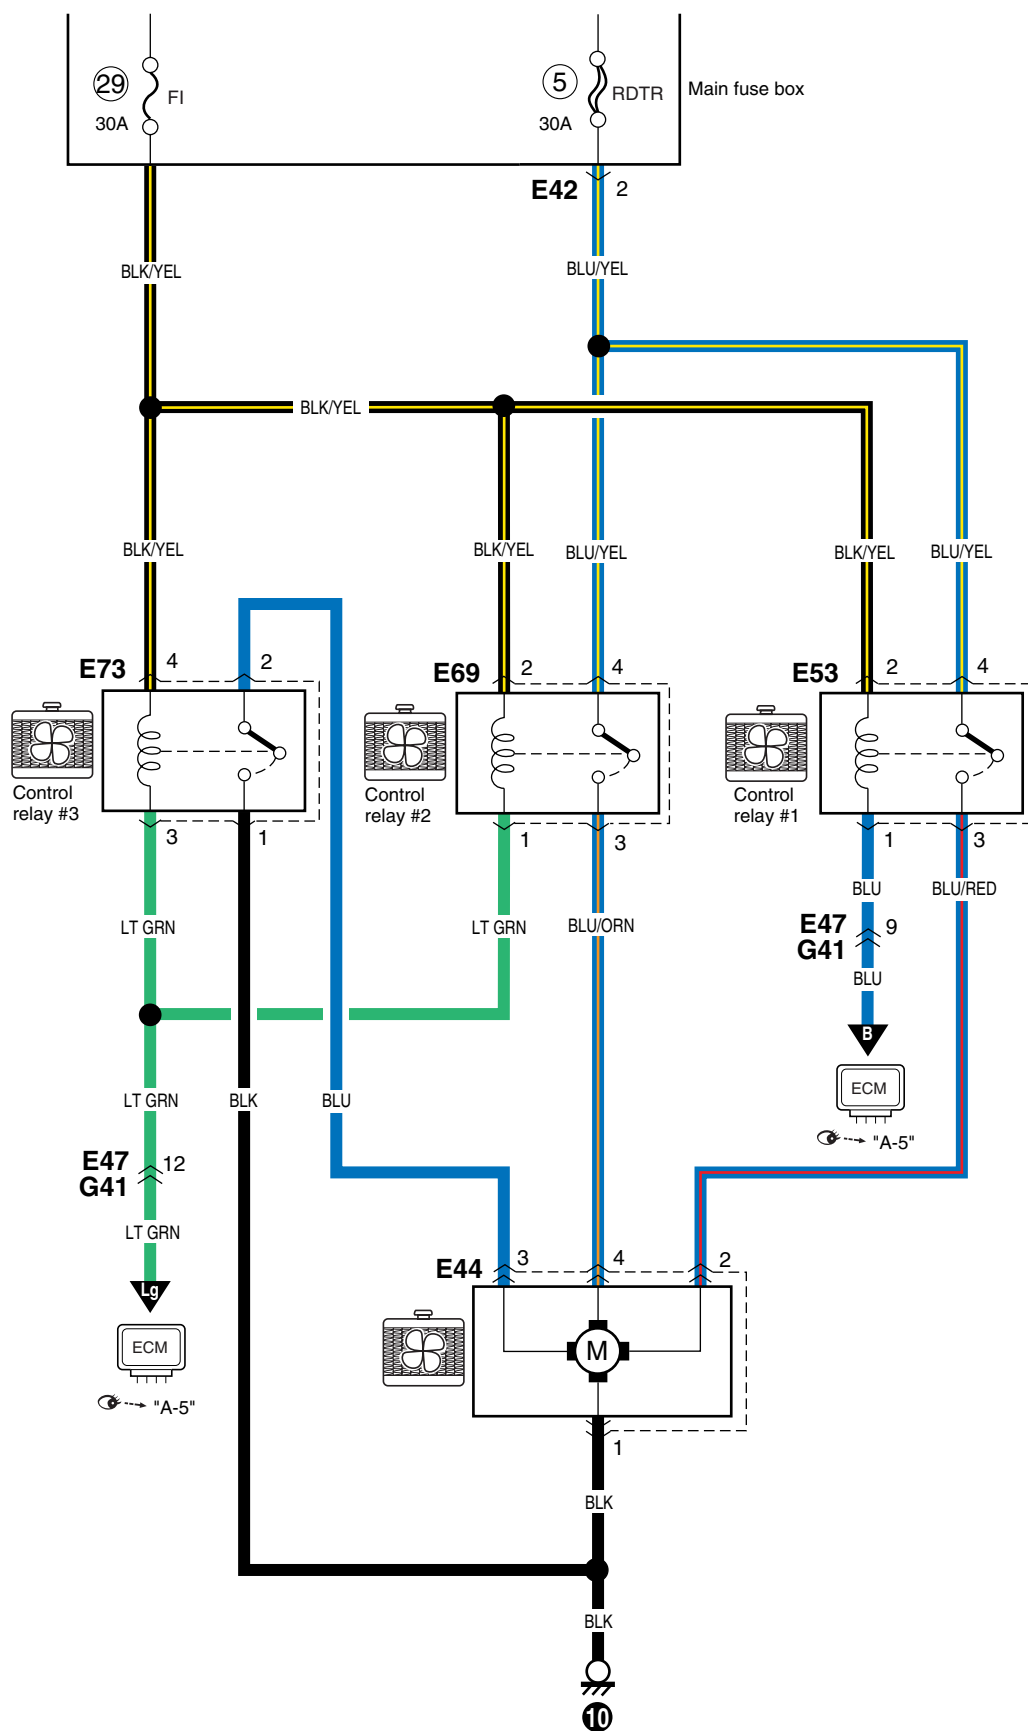 29
FI
30A
5
RDTR
30A
Main fuse box
E42
2
BLK/YEL
BLU/YEL
BLK/YEL
BLK/YEL
BLK/YEL
BLU/YEL
BLK/YEL
BLU/YEL
E73
4
2
E69
2
4
E53
2
4
Control
relay #3
Control
relay #2
Control
relay #1
3
1
1
3
1
3
LT GRN
LT GRN
BLU/ORN
BLU
BLU/RED
E47
G41
9
BLU
B
ECM
"A-5"
LT GRN
BLK
BLU
E47
G41
12
LT GRN
Lg
ECM
"A-5"
E44
3
4
2
M
1
BLK
BLK
10